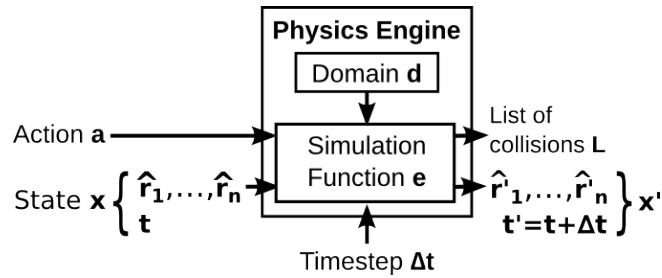 Physics Engine
Domain d
Action a
Simulation
Function e
List of
collisions L
State x { r̂₁,...,r̂ₙ
t
r̂'₁,...,r̂'ₙ } x'
t'=t+Δt
Timestep Δt